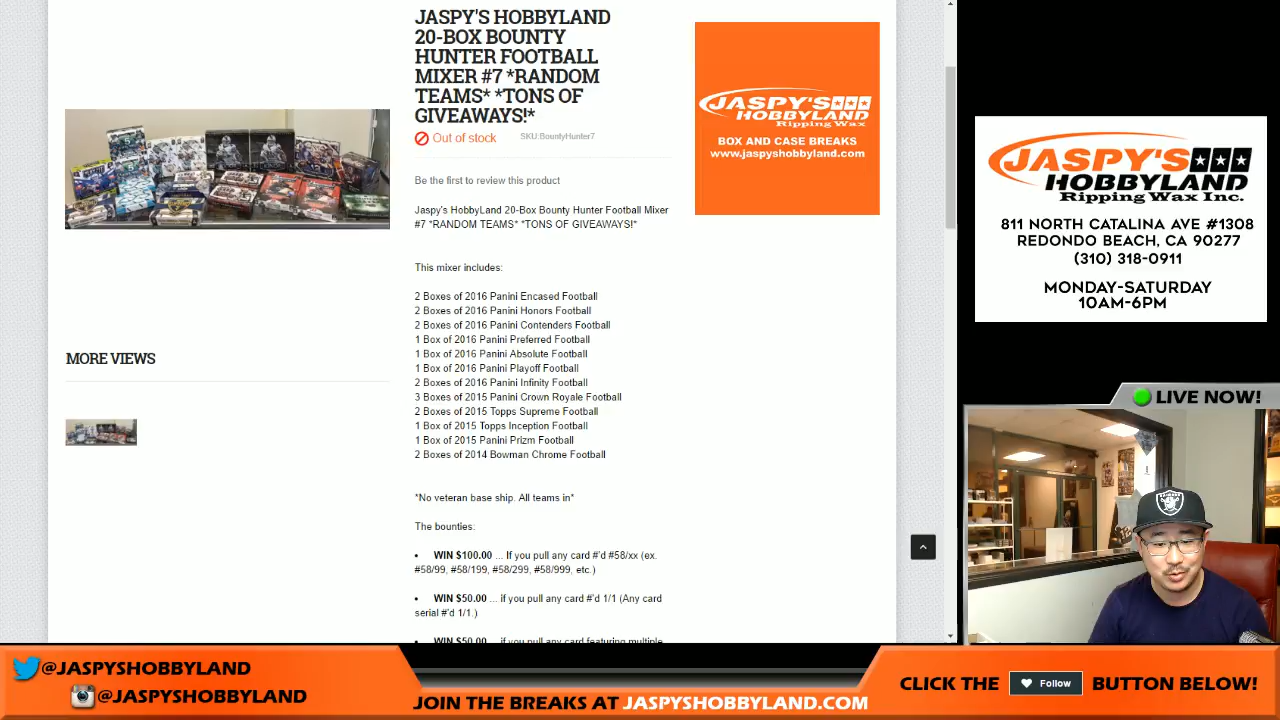 JASPY'S HOBBYLAND
20-BOX BOUNTY
HUNTER FOOTBALL
MIXER #7 *RANDOM
TEAMS* *TONS OF
GIVEAWAYS!*
Out of stock
SKU:BountyHunter7
Be the first to review this product
Jaspy's HobbyLand 20-Box Bounty Hunter Football Mixer
#7 *RANDOM TEAMS* *TONS OF GIVEAWAYS!*
This mixer includes:
2 Boxes of 2016 Panini Encased Football
2 Boxes of 2016 Panini Honors Football
2 Boxes of 2016 Panini Contenders Football
1 Box of 2016 Panini Preferred Football
1 Box of 2016 Panini Absolute Football
1 Box of 2016 Panini Playoff Football
2 Boxes of 2016 Panini Infinity Football
3 Boxes of 2015 Panini Crown Royale Football
2 Boxes of 2015 Topps Supreme Football
1 Box of 2015 Topps Inception Football
1 Box of 2015 Panini Prizm Football
2 Boxes of 2014 Bowman Chrome Football
*No veteran base ship. All teams in*
The bounties:
• WIN $100.00 ... If you pull any card #'d #58/xx (ex.
#58/99, #58/199, #58/299, #58/999, etc.)
• WIN $50.00 ... if you pull any card #'d 1/1 (Any card
serial #'d 1/1.)
WIN $50.00 ... if you pull any card featuring multiple
MORE VIEWS
JASPY'S
HOBBYLAND
Ripping Wax
BOX AND CASE BREAKS
www.jaspyshobbyland.com
JASPY'S
HOBBYLAND
Ripping Wax Inc.
811 NORTH CATALINA AVE #1308
REDONDO BEACH, CA 90277
(310) 318-0911
MONDAY-SATURDAY
10AM-6PM
LIVE NOW!
@JASPYSHOBBYLAND
@JASPYSHOBBYLAND
JOIN THE BREAKS AT JASPYSHOBBYLAND.COM
CLICK THE Follow BUTTON BELOW!